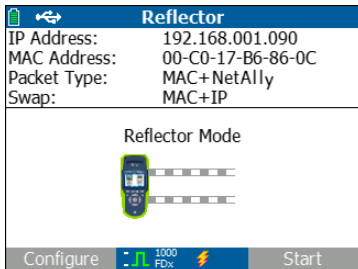 Reflector
IP Address: 192.168.001.090
MAC Address: 00-C0-17-B6-86-0C
Packet Type: MAC+NetAlly
Swap: MAC+IP
Reflector Mode
Configure 1000 FDx Start